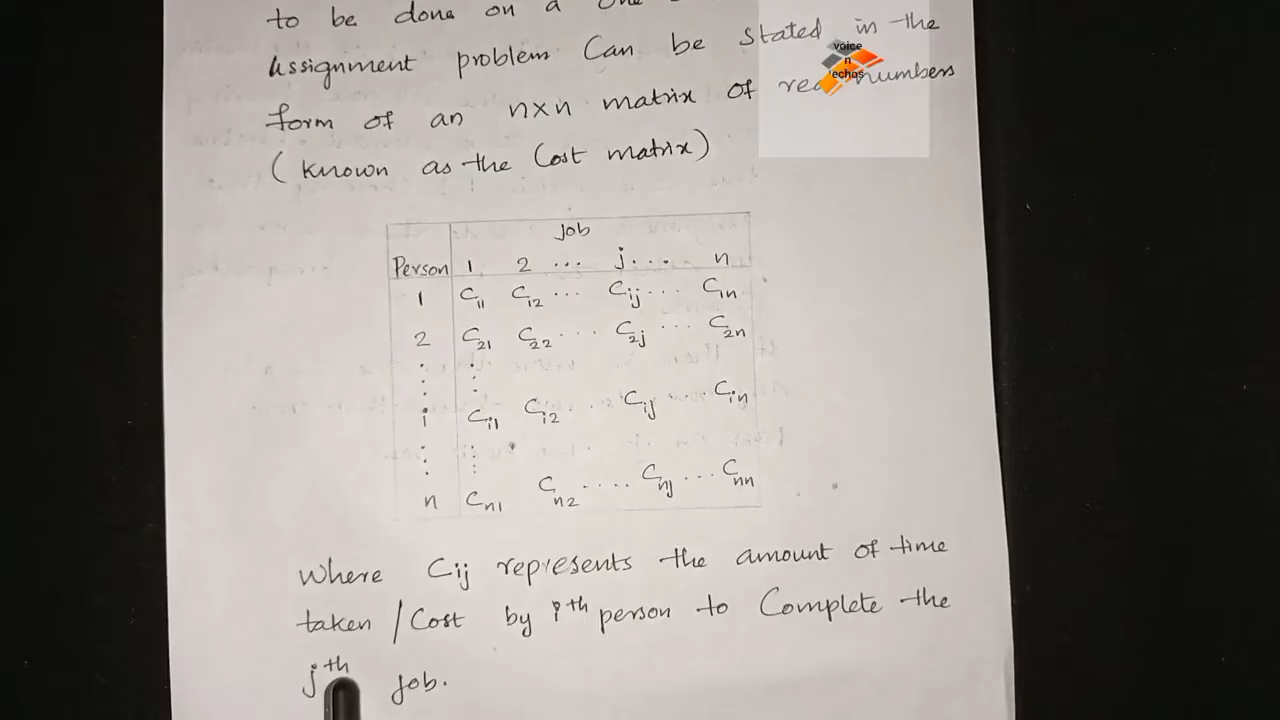 to be done on a one
Assignment problem Can be stated in the
form of an n×n matrix of real numbers
(Known as the Cost matrix)
voice
n
echos
Job
Person 1 2 ... j... n
1 C11 C12 ... Cij... Cin
2 C21 C22 ... C2j ... C2n
i Ci1 Ci2 ... Cij ... Cin
n Cn1 Cn2 .... Cnj ... Cnn
Where Cij represents the amount of time
taken / Cost by ith person to Complete the
jth job.